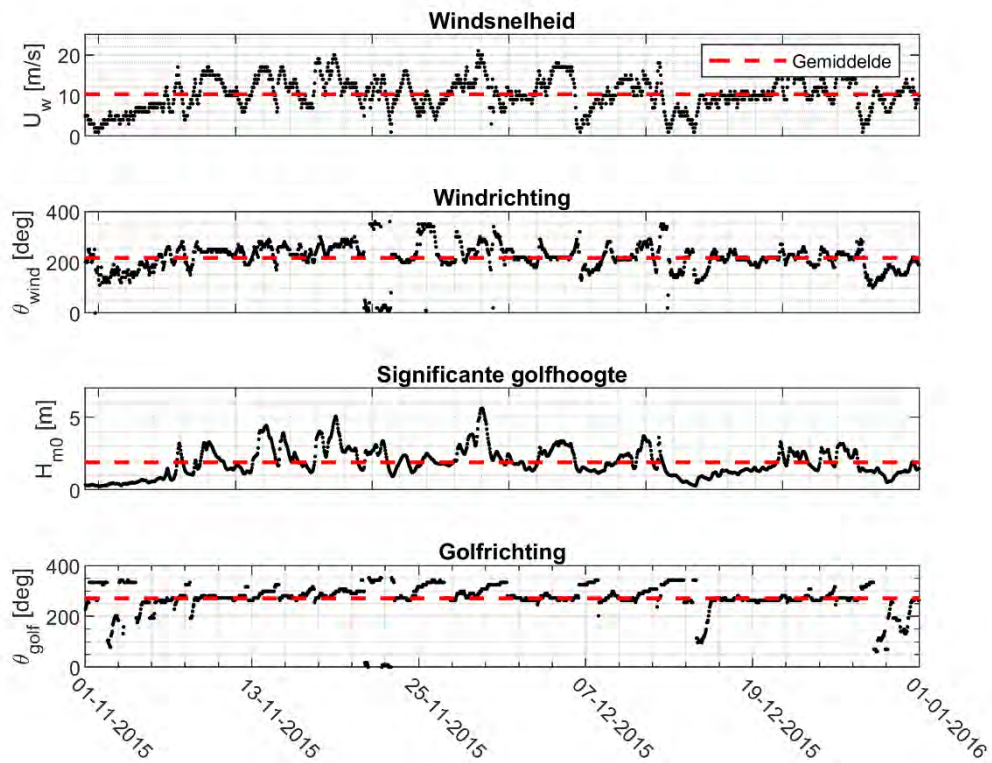 Windsnelheid
U_w [m/s]
20
10
0
Gemiddelde
Windrichting
θ_wind [deg]
400
200
0
Significante golfhoogte
H_m0 [m]
5
0
Golfrichting
θ_golf [deg]
400
200
0
01-11-2015
13-11-2015
25-11-2015
07-12-2015
19-12-2015
01-01-2016